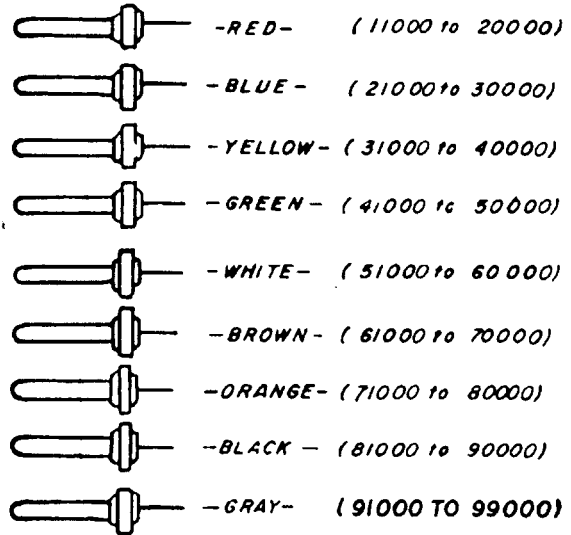 -RED- (11000 to 20000)
-BLUE- (21000 to 30000)
-YELLOW- (31000 to 40000)
-GREEN- (41000 to 50000)
-WHITE- (51000 to 60000)
-BROWN- (61000 to 70000)
-ORANGE- (71000 to 80000)
-BLACK- (81000 to 90000)
-GRAY- (91000 TO 99000)